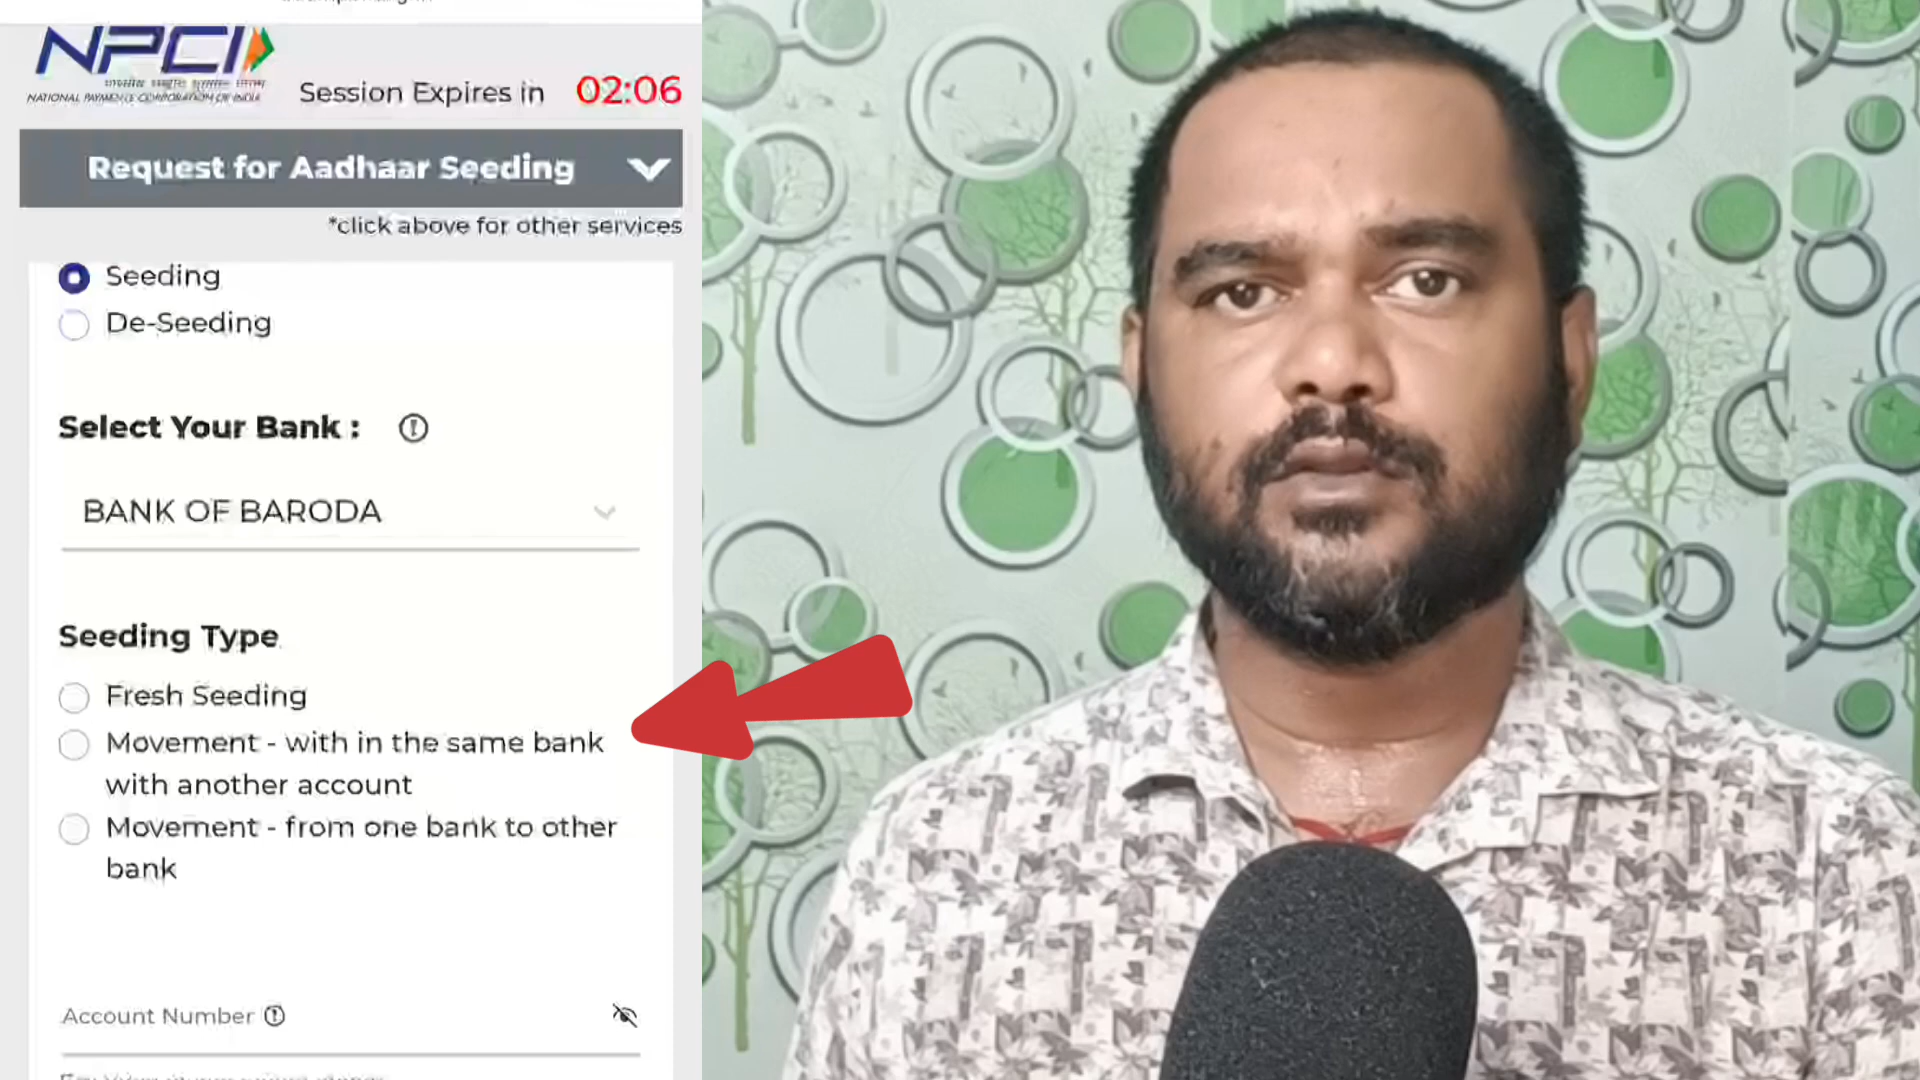 NPCI
NATIONAL PAYMENTS CORPORATION OF INDIA
Session Expires in 02:06
Request for Aadhaar Seeding
*click above for other services
Seeding
De-Seeding
Select Your Bank :
BANK OF BARODA
Seeding Type
Fresh Seeding
Movement - with in the same bank
with another account
Movement - from one bank to other
bank
Account Number